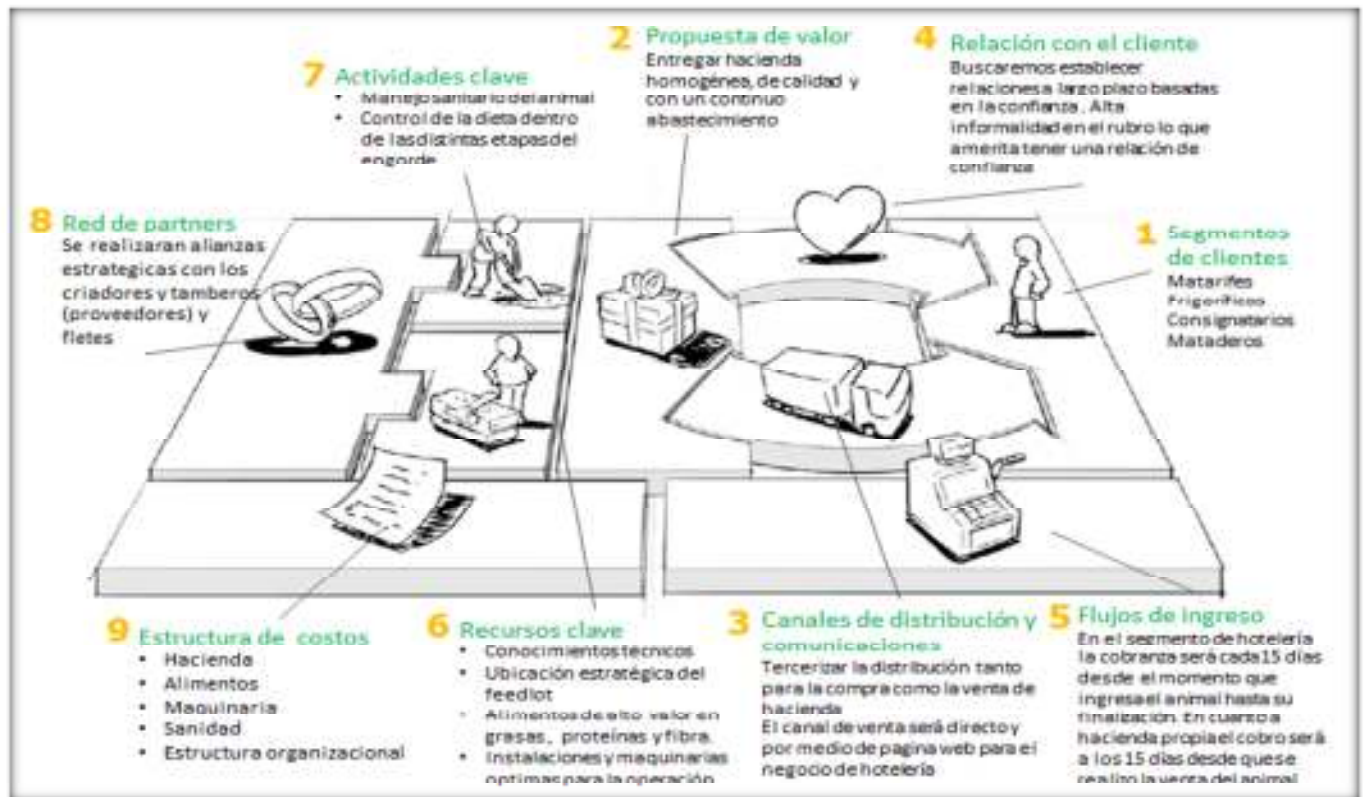 2 Propuesta de valor
Entregar hacienda
homogénea, de calidad y
con un continuo
abastecimiento
4 Relación con el cliente
Buscaremos establecer
relaciones a largo plazo basadas
en la confianza . Alta
informalidad en el rubro lo que
amerita tener una relación de
confianza
7 Actividades clave
• Manejo sanitario del animal
• Control de la dieta dentro
de las distintas etapas del
engorde
8 Red de partners
Se realizaran alianzas
estrategicas con los
criadores y tamberos
(proveedores) y
fletes
1 Segmentos
de clientes
Matarifes
Frigoríficos
Consignatarios
Mataderos
9 Estructura de costos
• Hacienda
• Alimentos
• Maquinaria
• Sanidad
• Estructura organizacional
6 Recursos clave
• Conocimientos tecnicos
• Ubicación estratégica del
feedlot
• Alimentos de alto valor en
grasas, proteínas y fibra.
• Instalaciones y maquinarias
optimas para la operación
3 Canales de distribución y
comunicaciones
Tercerizar la distribución tanto
para la compra como la venta de
hacienda
El canal de venta será directo y
por medio de pagina web para el
negocio de hotelería
5 Flujos de ingreso
En el segmento de hotelería
la cobranza será cada 15 días
desde el momento que
ingresa el animal hasta su
finalización. En cuanto a
hacienda propia el cobro será
a los 15 días desde que se
realizo la venta del animal